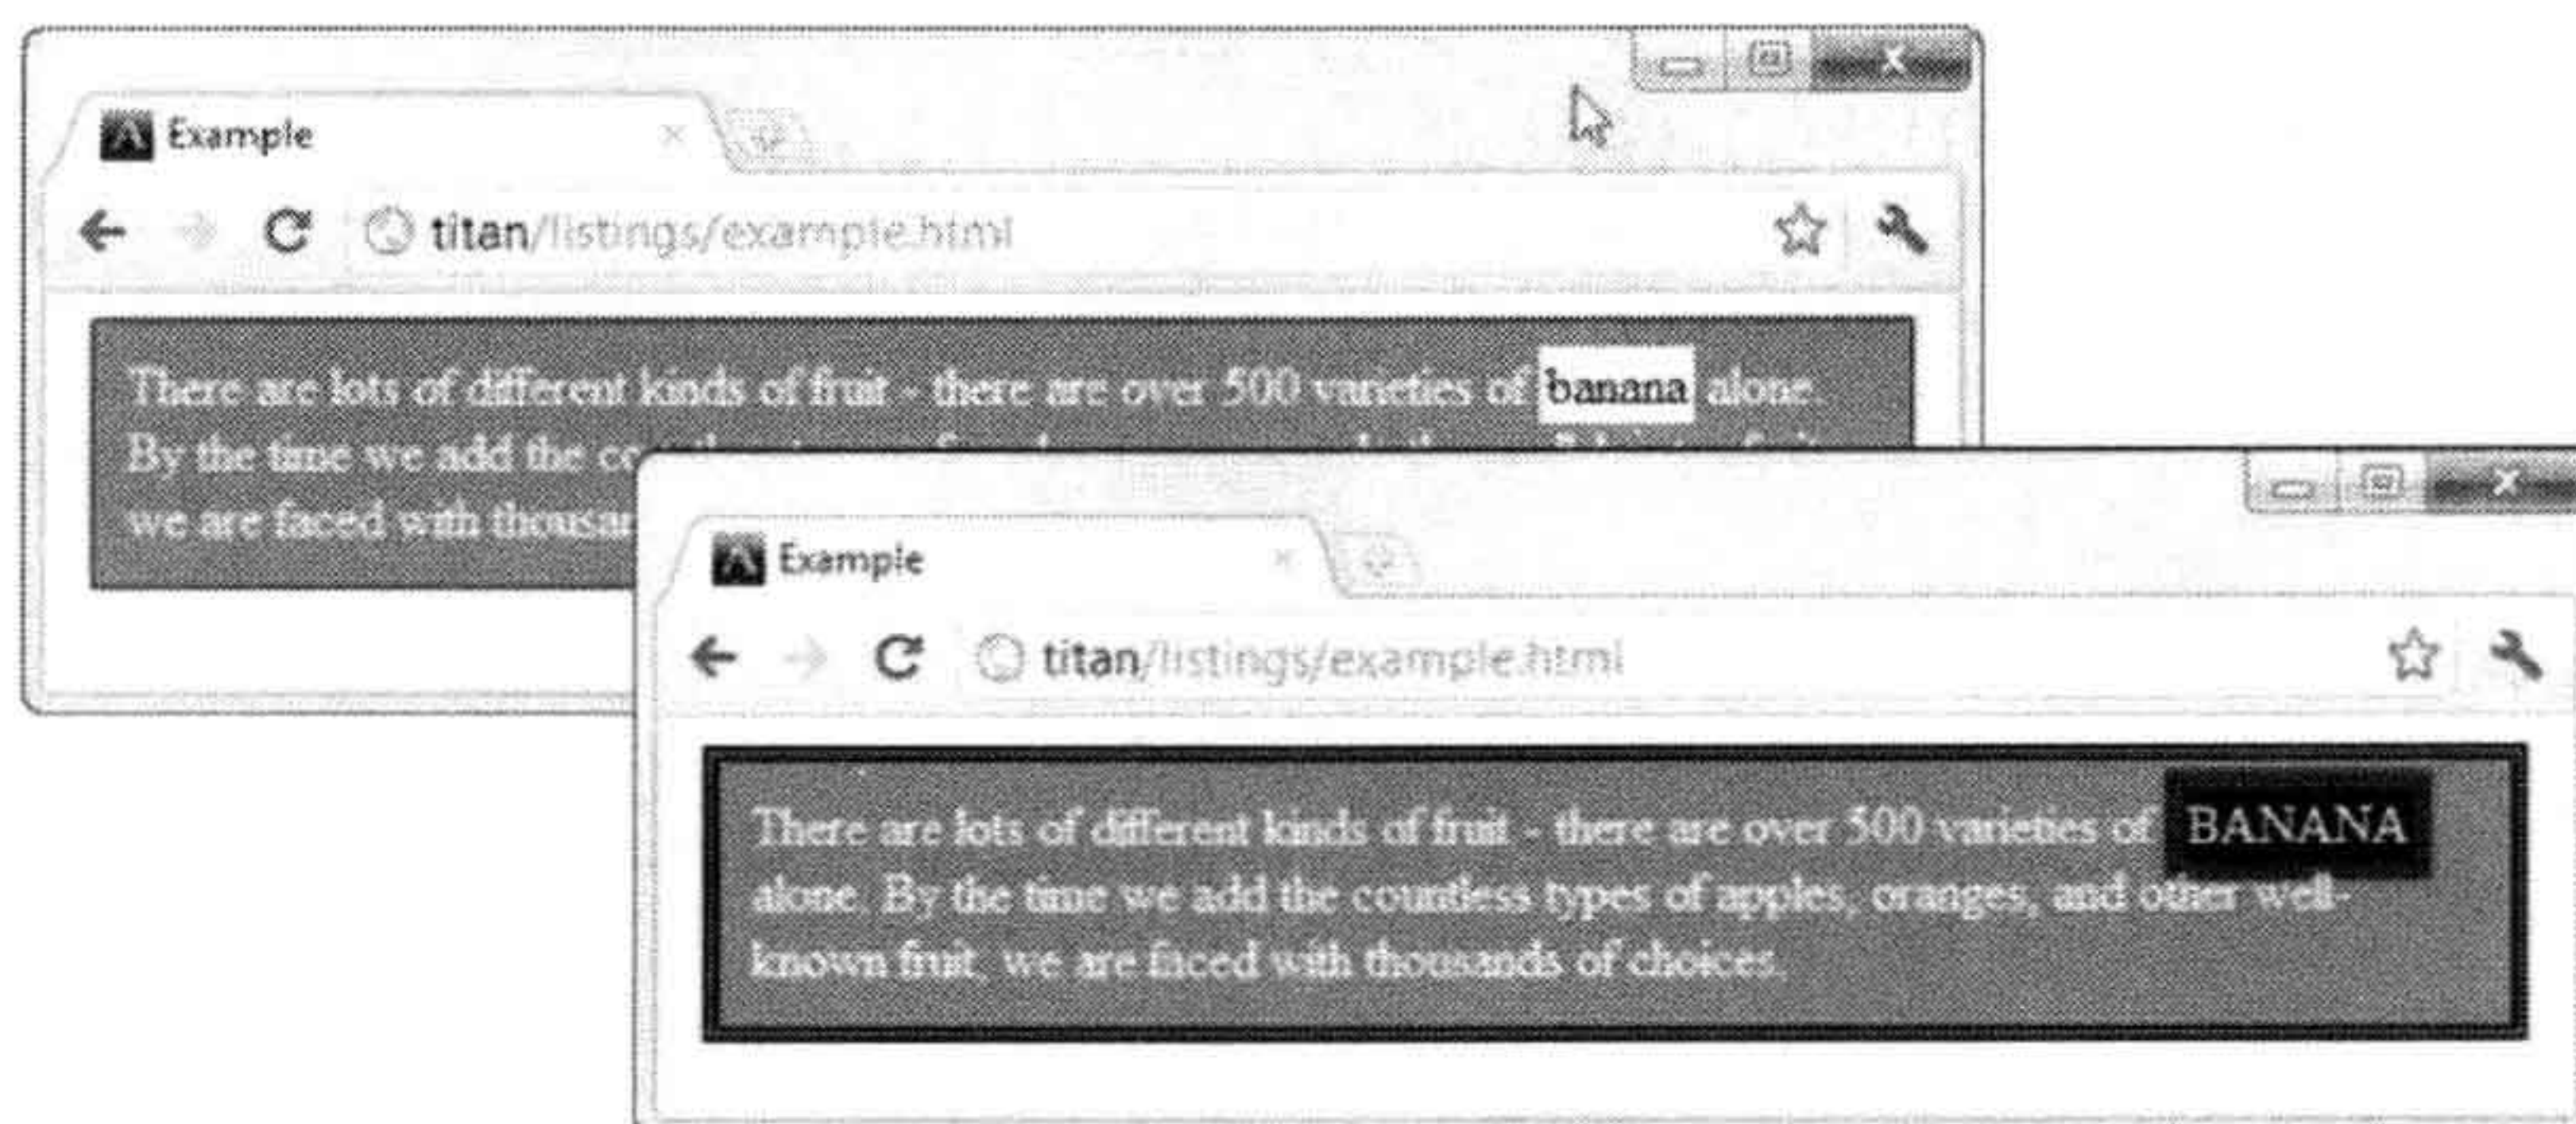 Example
titan/listings/example.html
There are lots of different kinds of fruit - there are over 500 varieties of banana alone.
By the time we add the co
we are faced with thousan
Example
titan/listings/example.html
There are lots of different kinds of fruit - there are over 500 varieties of BANANA
alone. By the time we add the countless types of apples, oranges, and other well-
known fruit, we are faced with thousands of choices.